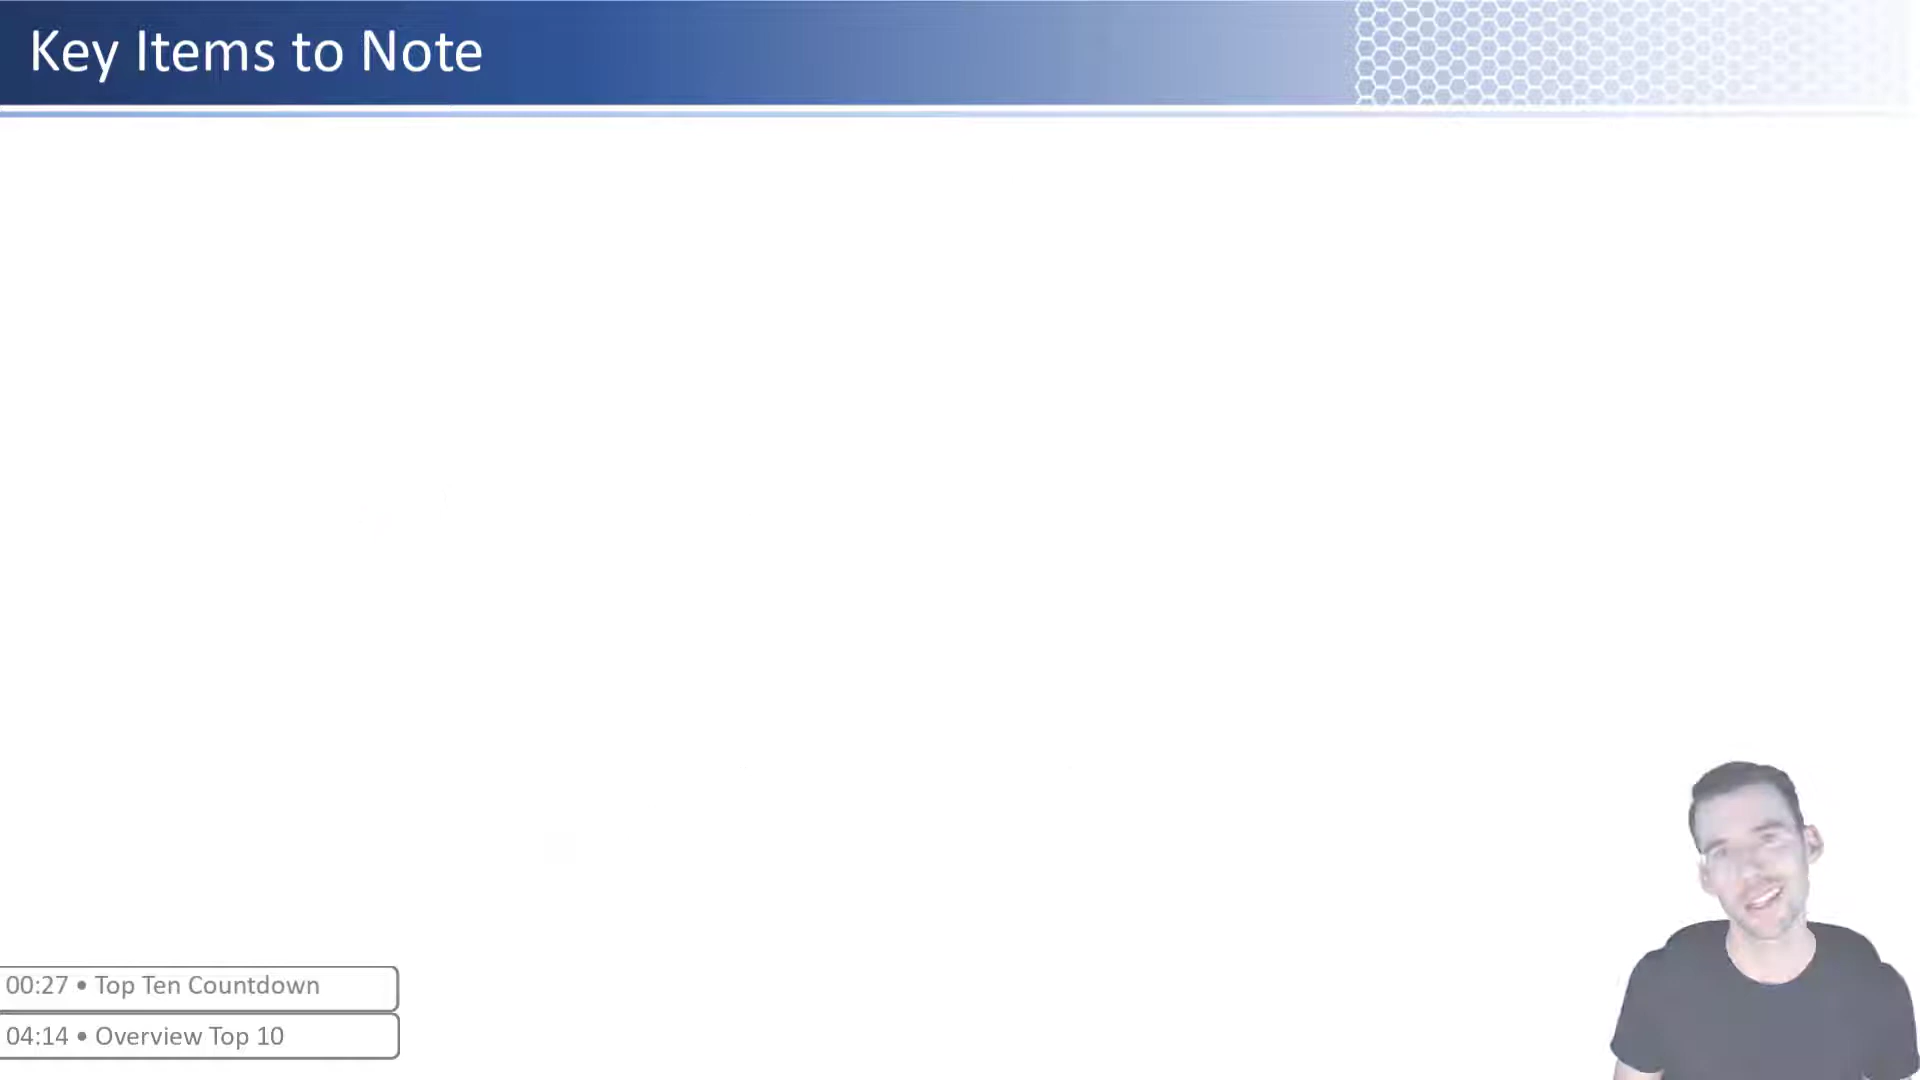 Key Items to Note
00:27 • Top Ten Countdown
04:14 • Overview Top 10